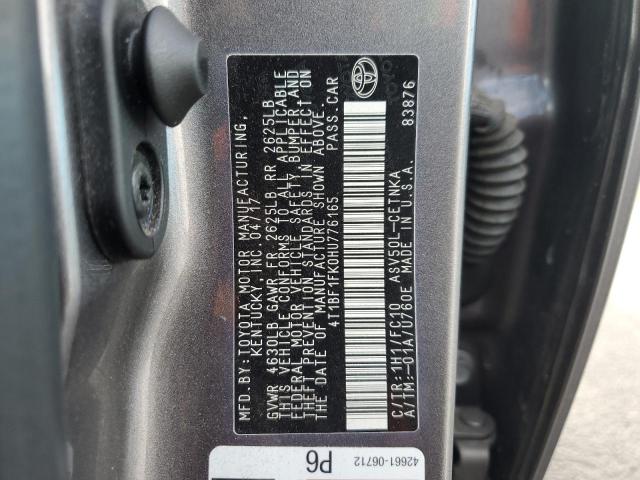 MFD.BY:TOYOTA MOTOR MANUFACTURING,
KENTUCKY, INC. 04/17
GVWR 4630LB GAWR FR 2625LB RR 2625LB
THIS VEHICLE CONFORMS TO ALL APPLICABLE
FEDERAL MOTOR VEHICLE SAFETY, BUMPER, AND
THEFT PREVENTION STANDARDS IN EFFECT ON
THE DATE OF MANUFACTURE SHOWN ABOVE.
4T1BF1FK0HU776165 PASS.CAR
C/TR:1H1/FC10 ASV50L-CETNKA
A/TM:-01A/U760E MADE IN U.S.A. 83876
P6
42661-06712